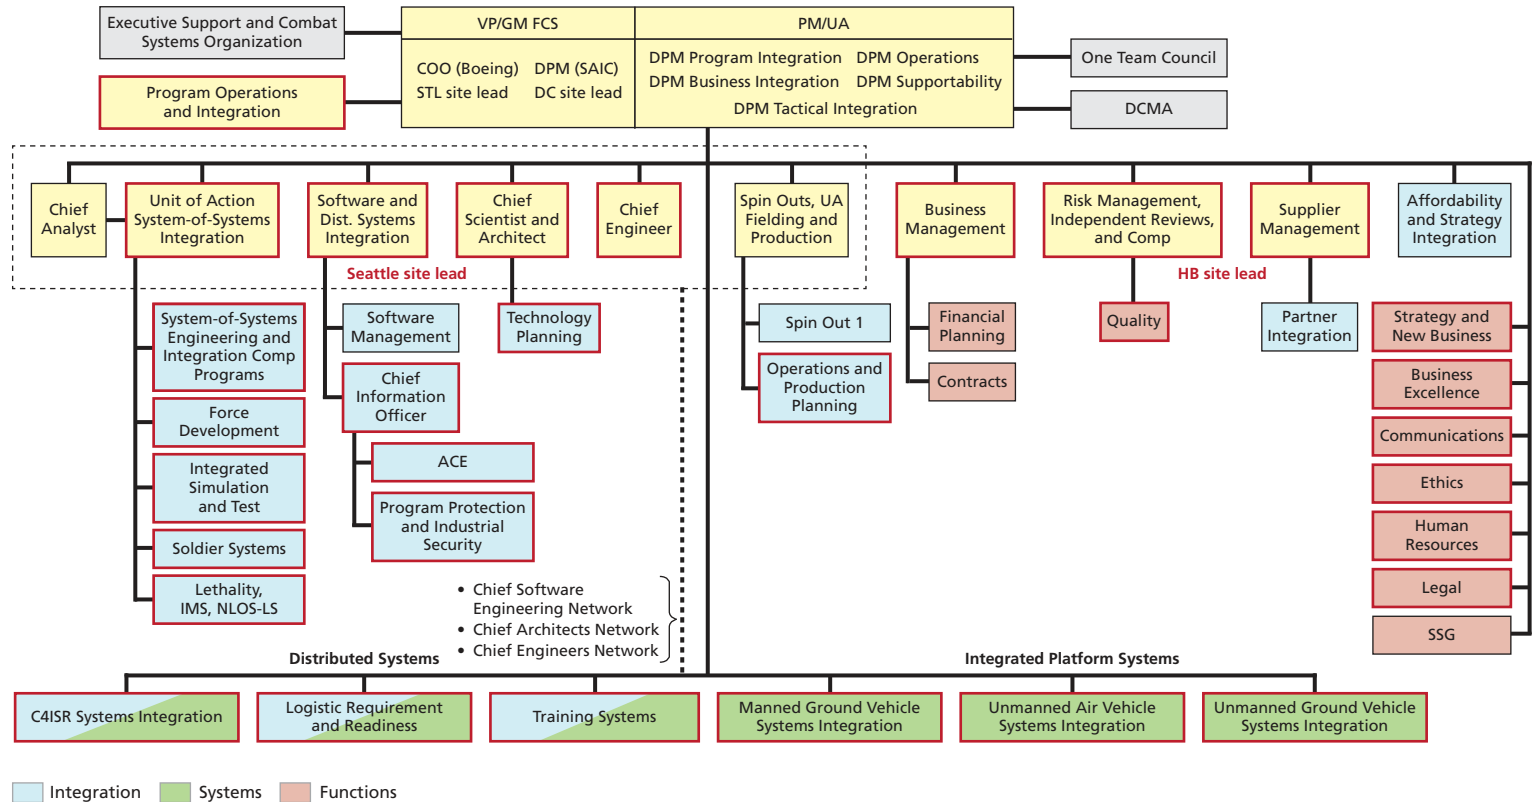 Executive Support and Combat
Systems Organization
Program Operations
and Integration
VP/GM FCS
COO (Boeing) DPM (SAIC)
STL site lead DC site lead
PM/UA
DPM Program Integration DPM Operations
DPM Business Integration DPM Supportability
DPM Tactical Integration
One Team Council
DCMA
Chief
Analyst
Unit of Action
System-of-Systems
Integration
Software and
Dist. Systems
Integration
Chief
Scientist and
Architect
Chief
Engineer
Spin Outs, UA
Fielding and
Production
Business
Management
Risk Management,
Independent Reviews,
and Comp
Supplier
Management
Affordability
and Strategy
Integration
Seattle site lead
HB site lead
System-of-Systems
Engineering and
Integration Comp
Programs
Force
Development
Integrated
Simulation
and Test
Soldier Systems
Lethality,
IMS, NLOS-LS
Software
Management
Chief
Information
Officer
ACE
Program Protection
and Industrial
Security
Technology
Planning
Spin Out 1
Operations and
Production
Planning
Financial
Planning
Contracts
Quality
Partner
Integration
Strategy and
New Business
Business
Excellence
Communications
Ethics
Human
Resources
Legal
SSG
• Chief Software
Engineering Network
• Chief Architects Network
• Chief Engineers Network
Distributed Systems
Integrated Platform Systems
C4ISR Systems Integration
Logistic Requirement
and Readiness
Training Systems
Manned Ground Vehicle
Systems Integration
Unmanned Air Vehicle
Systems Integration
Unmanned Ground Vehicle
Systems Integration
Integration
Systems
Functions